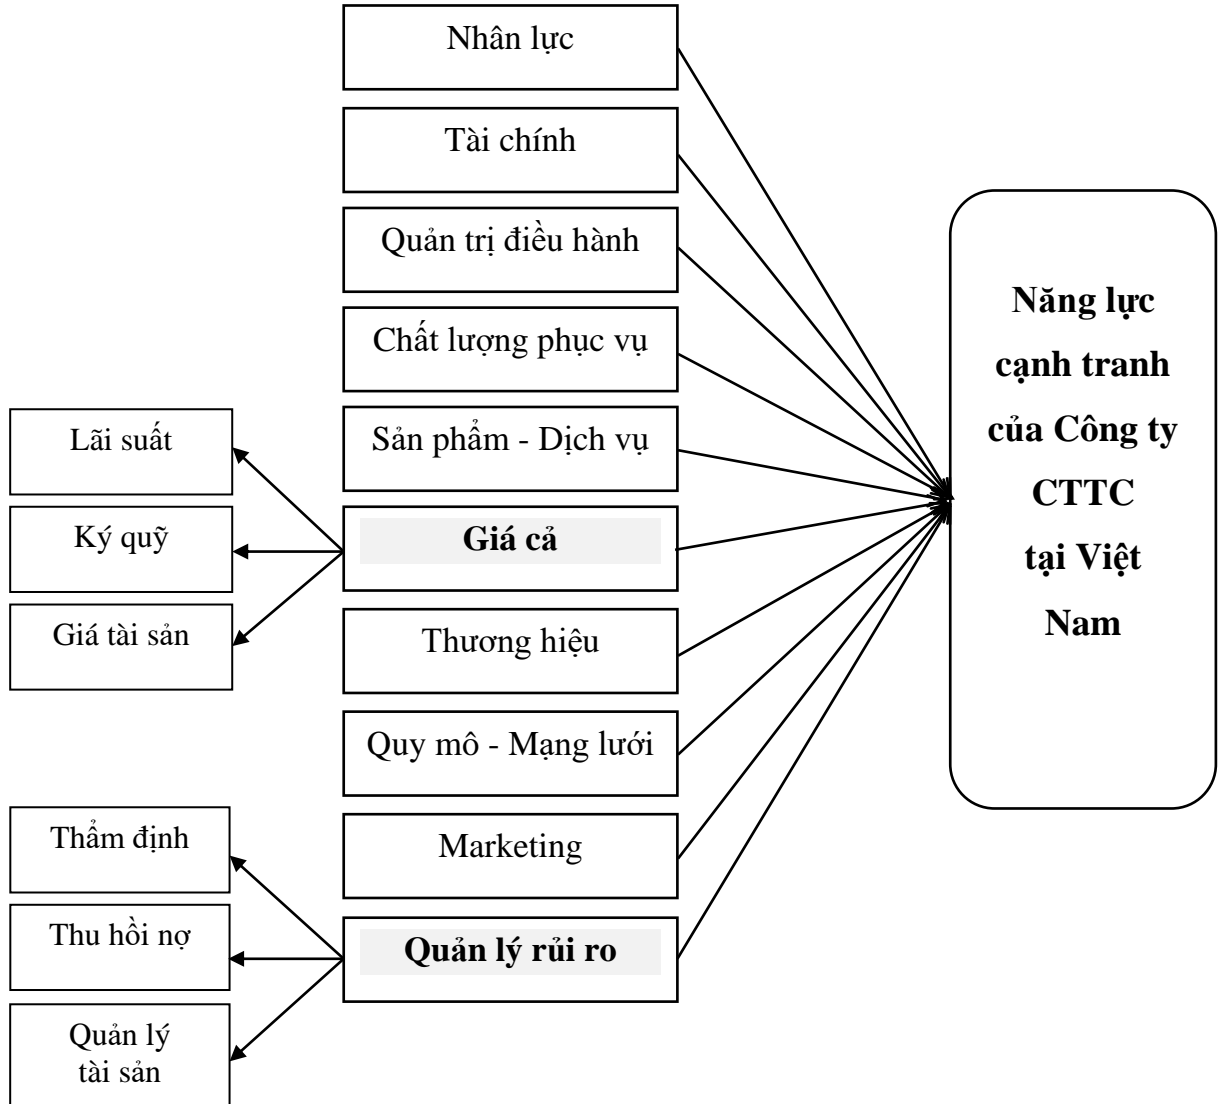 Nhân lực
Tài chính
Quản trị điều hành
Chất lượng phục vụ
Sản phẩm - Dịch vụ
Giá cả
Thương hiệu
Quy mô - Mạng lưới
Marketing
Quản lý rủi ro
Lãi suất
Ký quỹ
Giá tài sản
Thẩm định
Thu hồi nợ
Quản lý
tài sản
Năng lực
cạnh tranh
của Công ty
CTTC
tại Việt
Nam